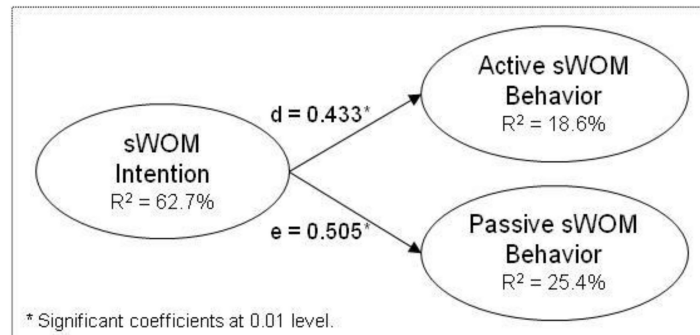 sWOM
Intention
R² = 62.7%
d = 0.433*
e = 0.505*
Active sWOM
Behavior
R² = 18.6%
Passive sWOM
Behavior
R² = 25.4%
* Significant coefficients at 0.01 level.